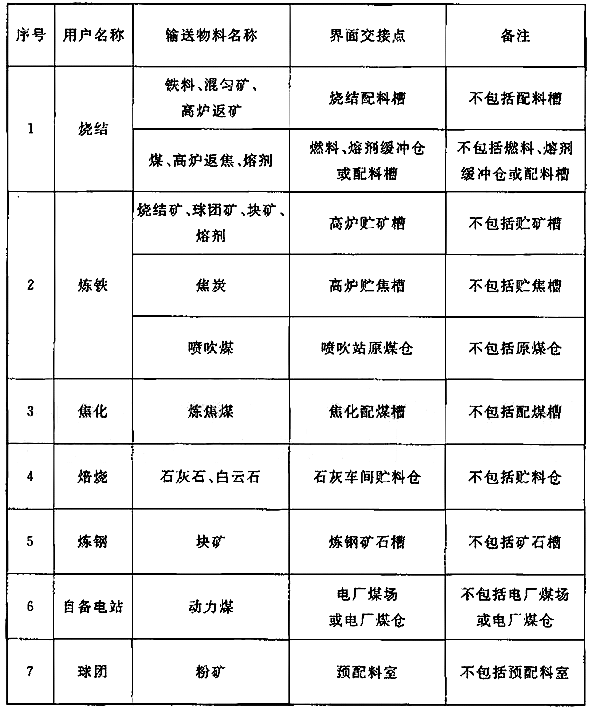 序号 用户名称 输送物料名称 界面交接点 备注
1 烧结 铁料、混匀矿、
高炉返矿 烧结配料槽 不包括配料槽
煤、高炉返焦、熔剂 燃料、熔剂缓冲仓
或配料槽 不包括燃料、熔剂
缓冲仓或配料槽
2 炼铁 烧结矿、球团矿、块矿、
熔剂 高炉贮矿槽 不包括贮矿槽
焦炭 高炉贮焦槽 不包括贮焦槽
喷吹煤 喷吹站原煤仓 不包括原煤仓
3 焦化 炼焦煤 焦化配煤槽 不包括配煤槽
4 焙烧 石灰石、白云石 石灰车间贮料仓 不包括贮料仓
5 炼钢 块矿 炼钢矿石槽 不包括矿石槽
6 自备电站 动力煤 电厂煤场
或电厂煤仓 不包括电厂煤场
或电厂煤仓
7 球团 粉矿 预配料室 不包括预配料室